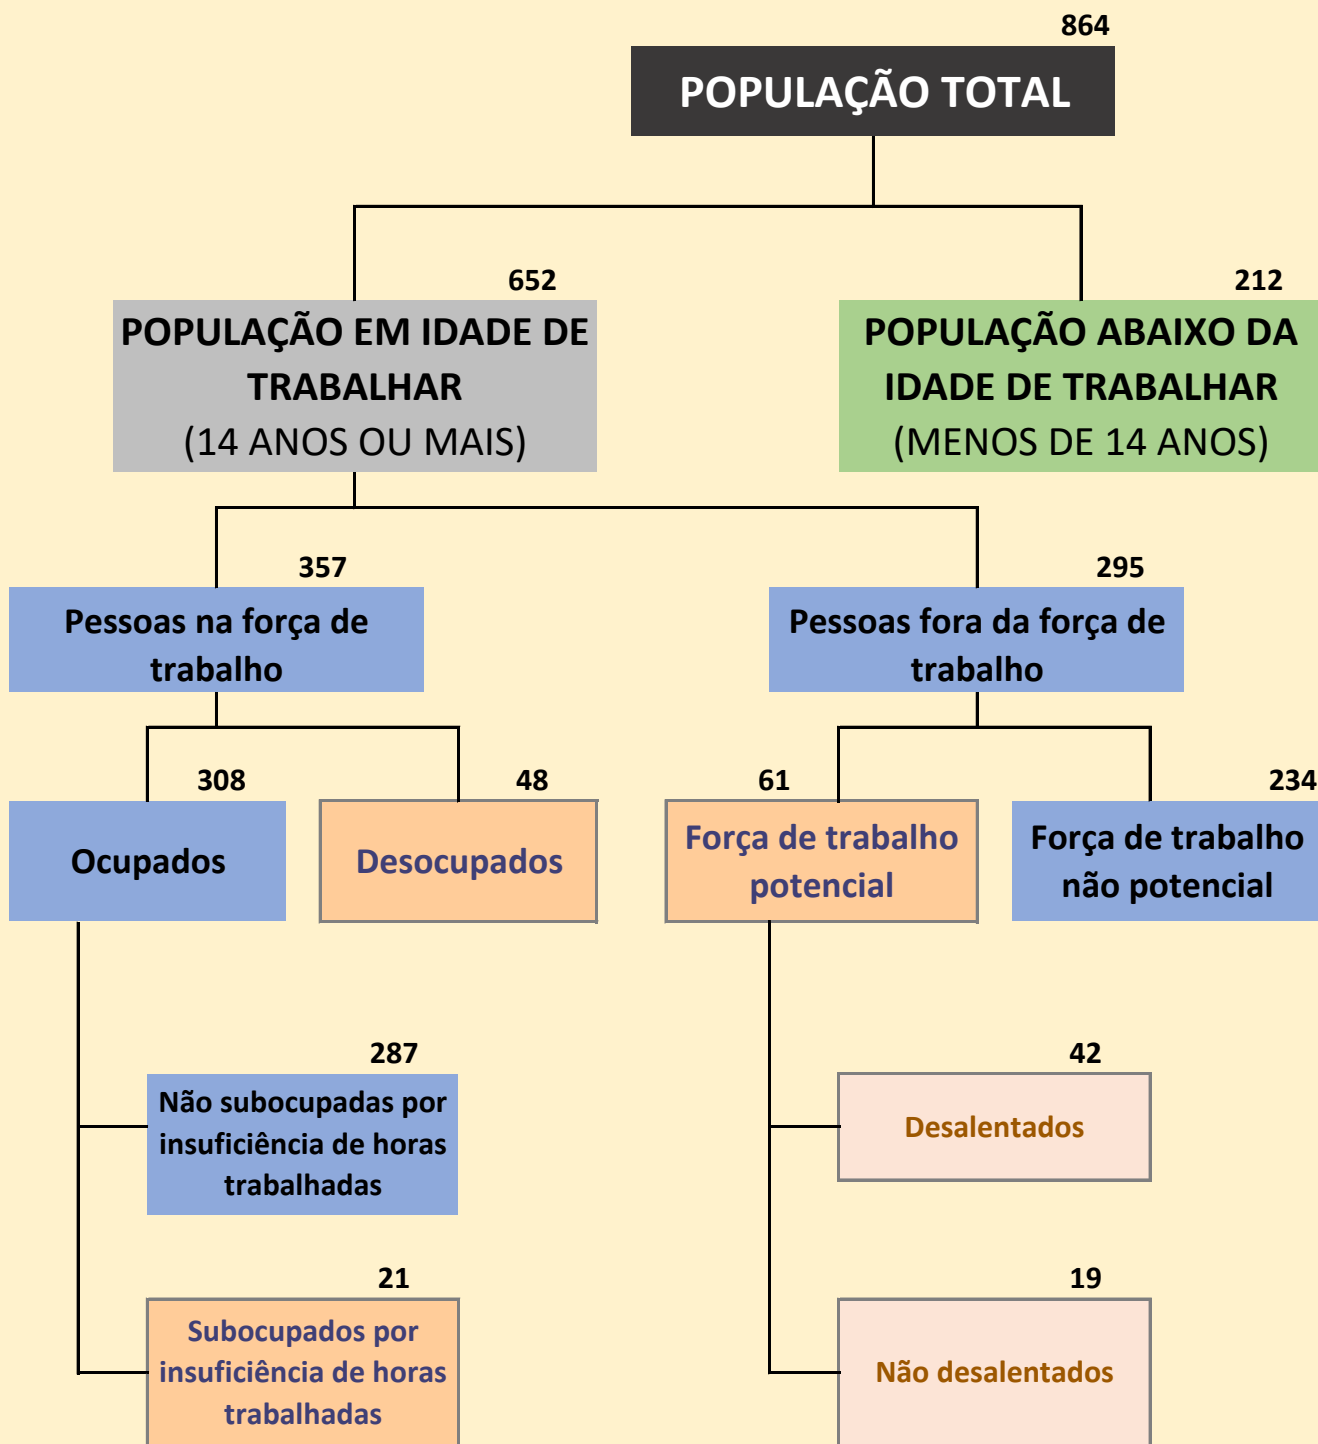 864
POPULAÇÃO TOTAL
652
POPULAÇÃO EM IDADE DE
TRABALHAR
(14 ANOS OU MAIS)
212
POPULAÇÃO ABAIXO DA
IDADE DE TRABALHAR
(MENOS DE 14 ANOS)
357
Pessoas na força de
trabalho
295
Pessoas fora da força de
trabalho
308
Ocupados
48
Desocupados
61
Força de trabalho
potencial
234
Força de trabalho
não potencial
287
Não subocupadas por
insuficiência de horas
trabalhadas
42
Desalentados
21
Subocupados por
insuficiência de horas
trabalhadas
19
Não desalentados